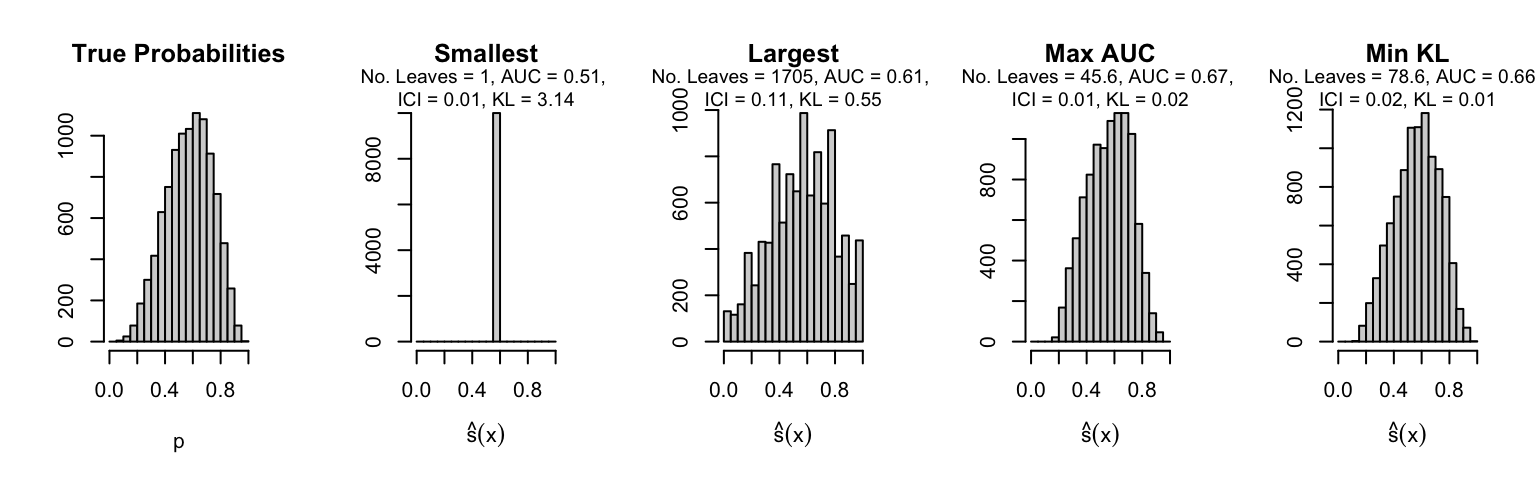 True Probabilities
0
200
600
1000
0.0
0.4
0.8
p
Smallest
No. Leaves = 1, AUC = 0.51,
ICI = 0.01, KL = 3.14
0
4000
8000
0.0
0.4
0.8
ŝ(x)
Largest
No. Leaves = 1705, AUC = 0.61,
ICI = 0.11, KL = 0.55
0
200
600
1000
0.0
0.4
0.8
ŝ(x)
Max AUC
No. Leaves = 45.6, AUC = 0.67,
ICI = 0.01, KL = 0.02
0
400
800
0.0
0.4
0.8
ŝ(x)
Min KL
No. Leaves = 78.6, AUC = 0.66
ICI = 0.02, KL = 0.01
0
400
800
1200
0.0
0.4
0.8
ŝ(x)